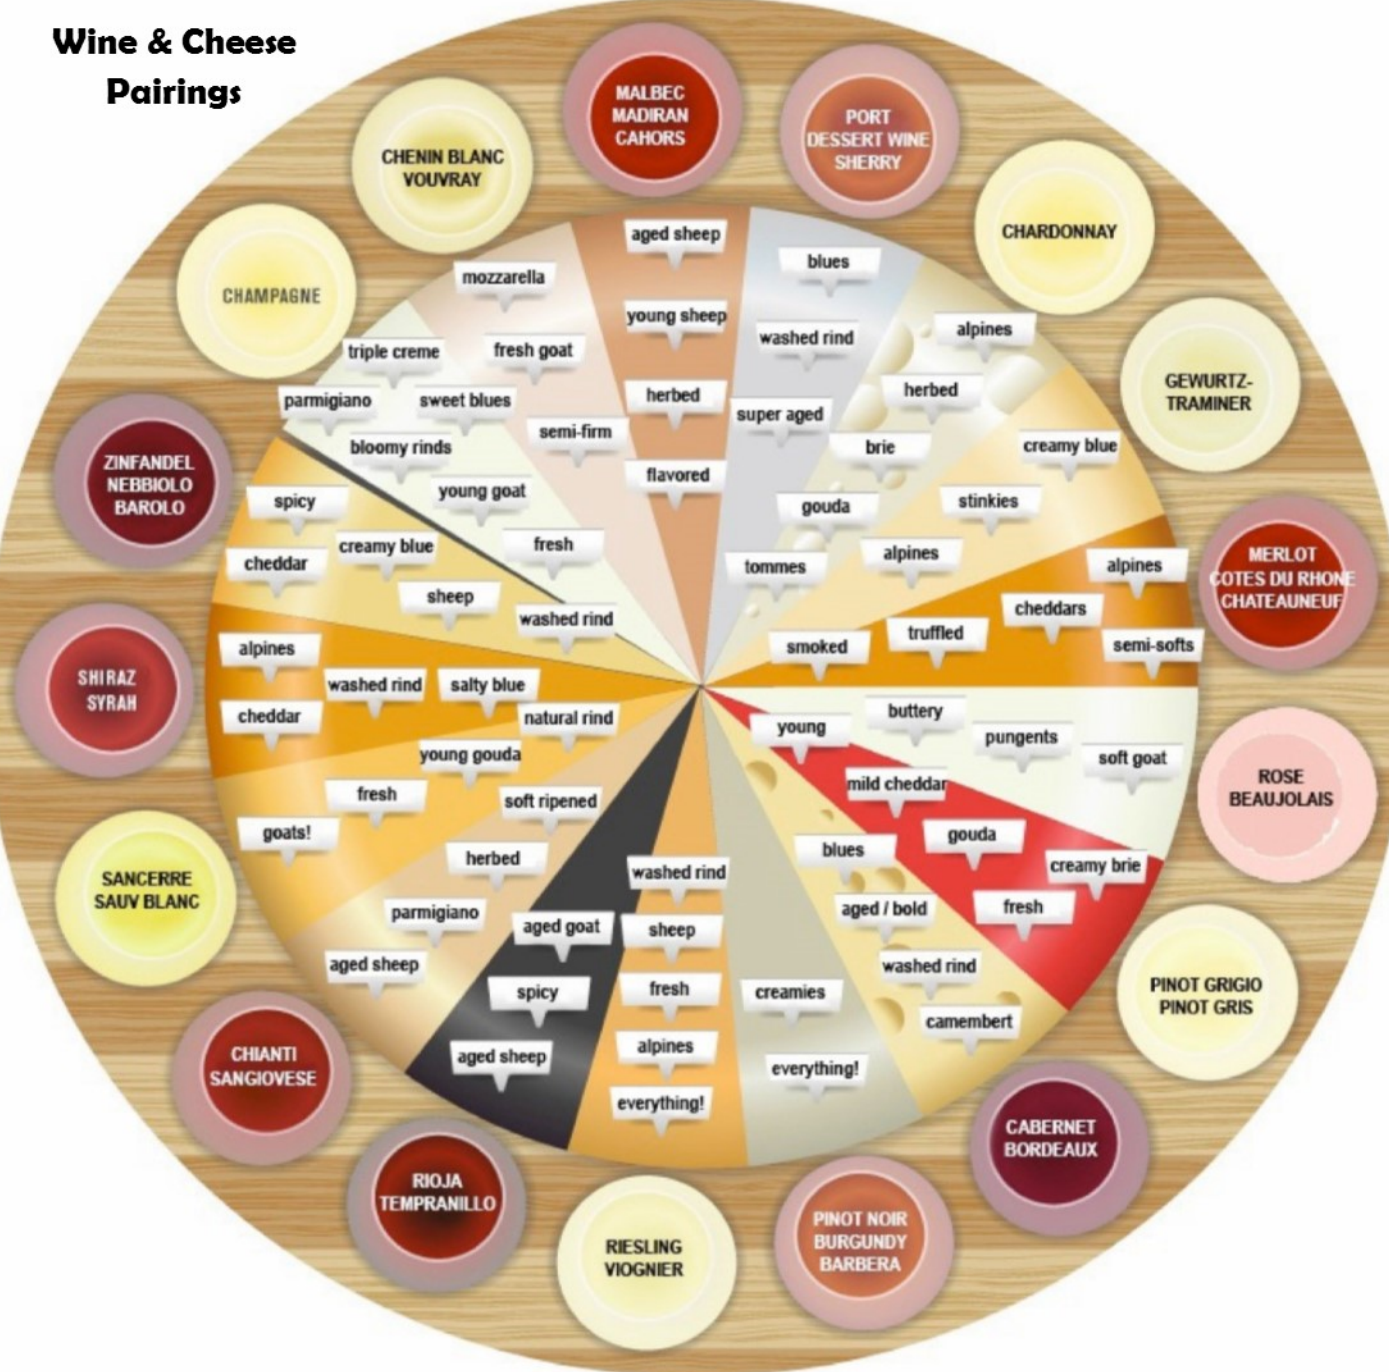 Wine & Cheese
Pairings
MALBEC
MADIRAN
CAHORS
PORT
DESSERT WINE
SHERRY
CHARDONNAY
GEWURTZ-
TRAMINER
MERLOT
COTES DU RHONE
CHATEAUNEUF
ROSE
BEAUJOLAIS
PINOT GRIGIO
PINOT GRIS
CABERNET
BORDEAUX
PINOT NOIR
BURGUNDY
BARBERA
RIESLING
VIOGNIER
RIOJA
TEMPRANILLO
CHIANTI
SANGIOVESE
SANCERRE
SAUV BLANC
SHIRAZ
SYRAH
ZINFANDEL
NEBBIOLO
BAROLO
CHAMPAGNE
CHENIN BLANC
VOUVRAY
aged sheep
young sheep
herbed
flavored
blues
washed rind
super aged
tommes
alpines
herbed
brie
gouda
creamy blue
stinkies
alpines
alpines
cheddars
semi-softs
truffled
smoked
buttery
pungents
soft goat
young
mild cheddar
gouda
creamy brie
fresh
blues
aged / bold
washed rind
camembert
creamies
everything!
washed rind
sheep
fresh
alpines
everything!
aged goat
spicy
aged sheep
soft ripened
herbed
parmigiano
aged sheep
natural rind
young gouda
fresh
goats!
alpines
washed rind
salty blue
cheddar
spicy
creamy blue
cheddar
sheep
washed rind
triple creme
parmigiano
sweet blues
bloomy rinds
young goat
fresh
mozzarella
fresh goat
semi-firm